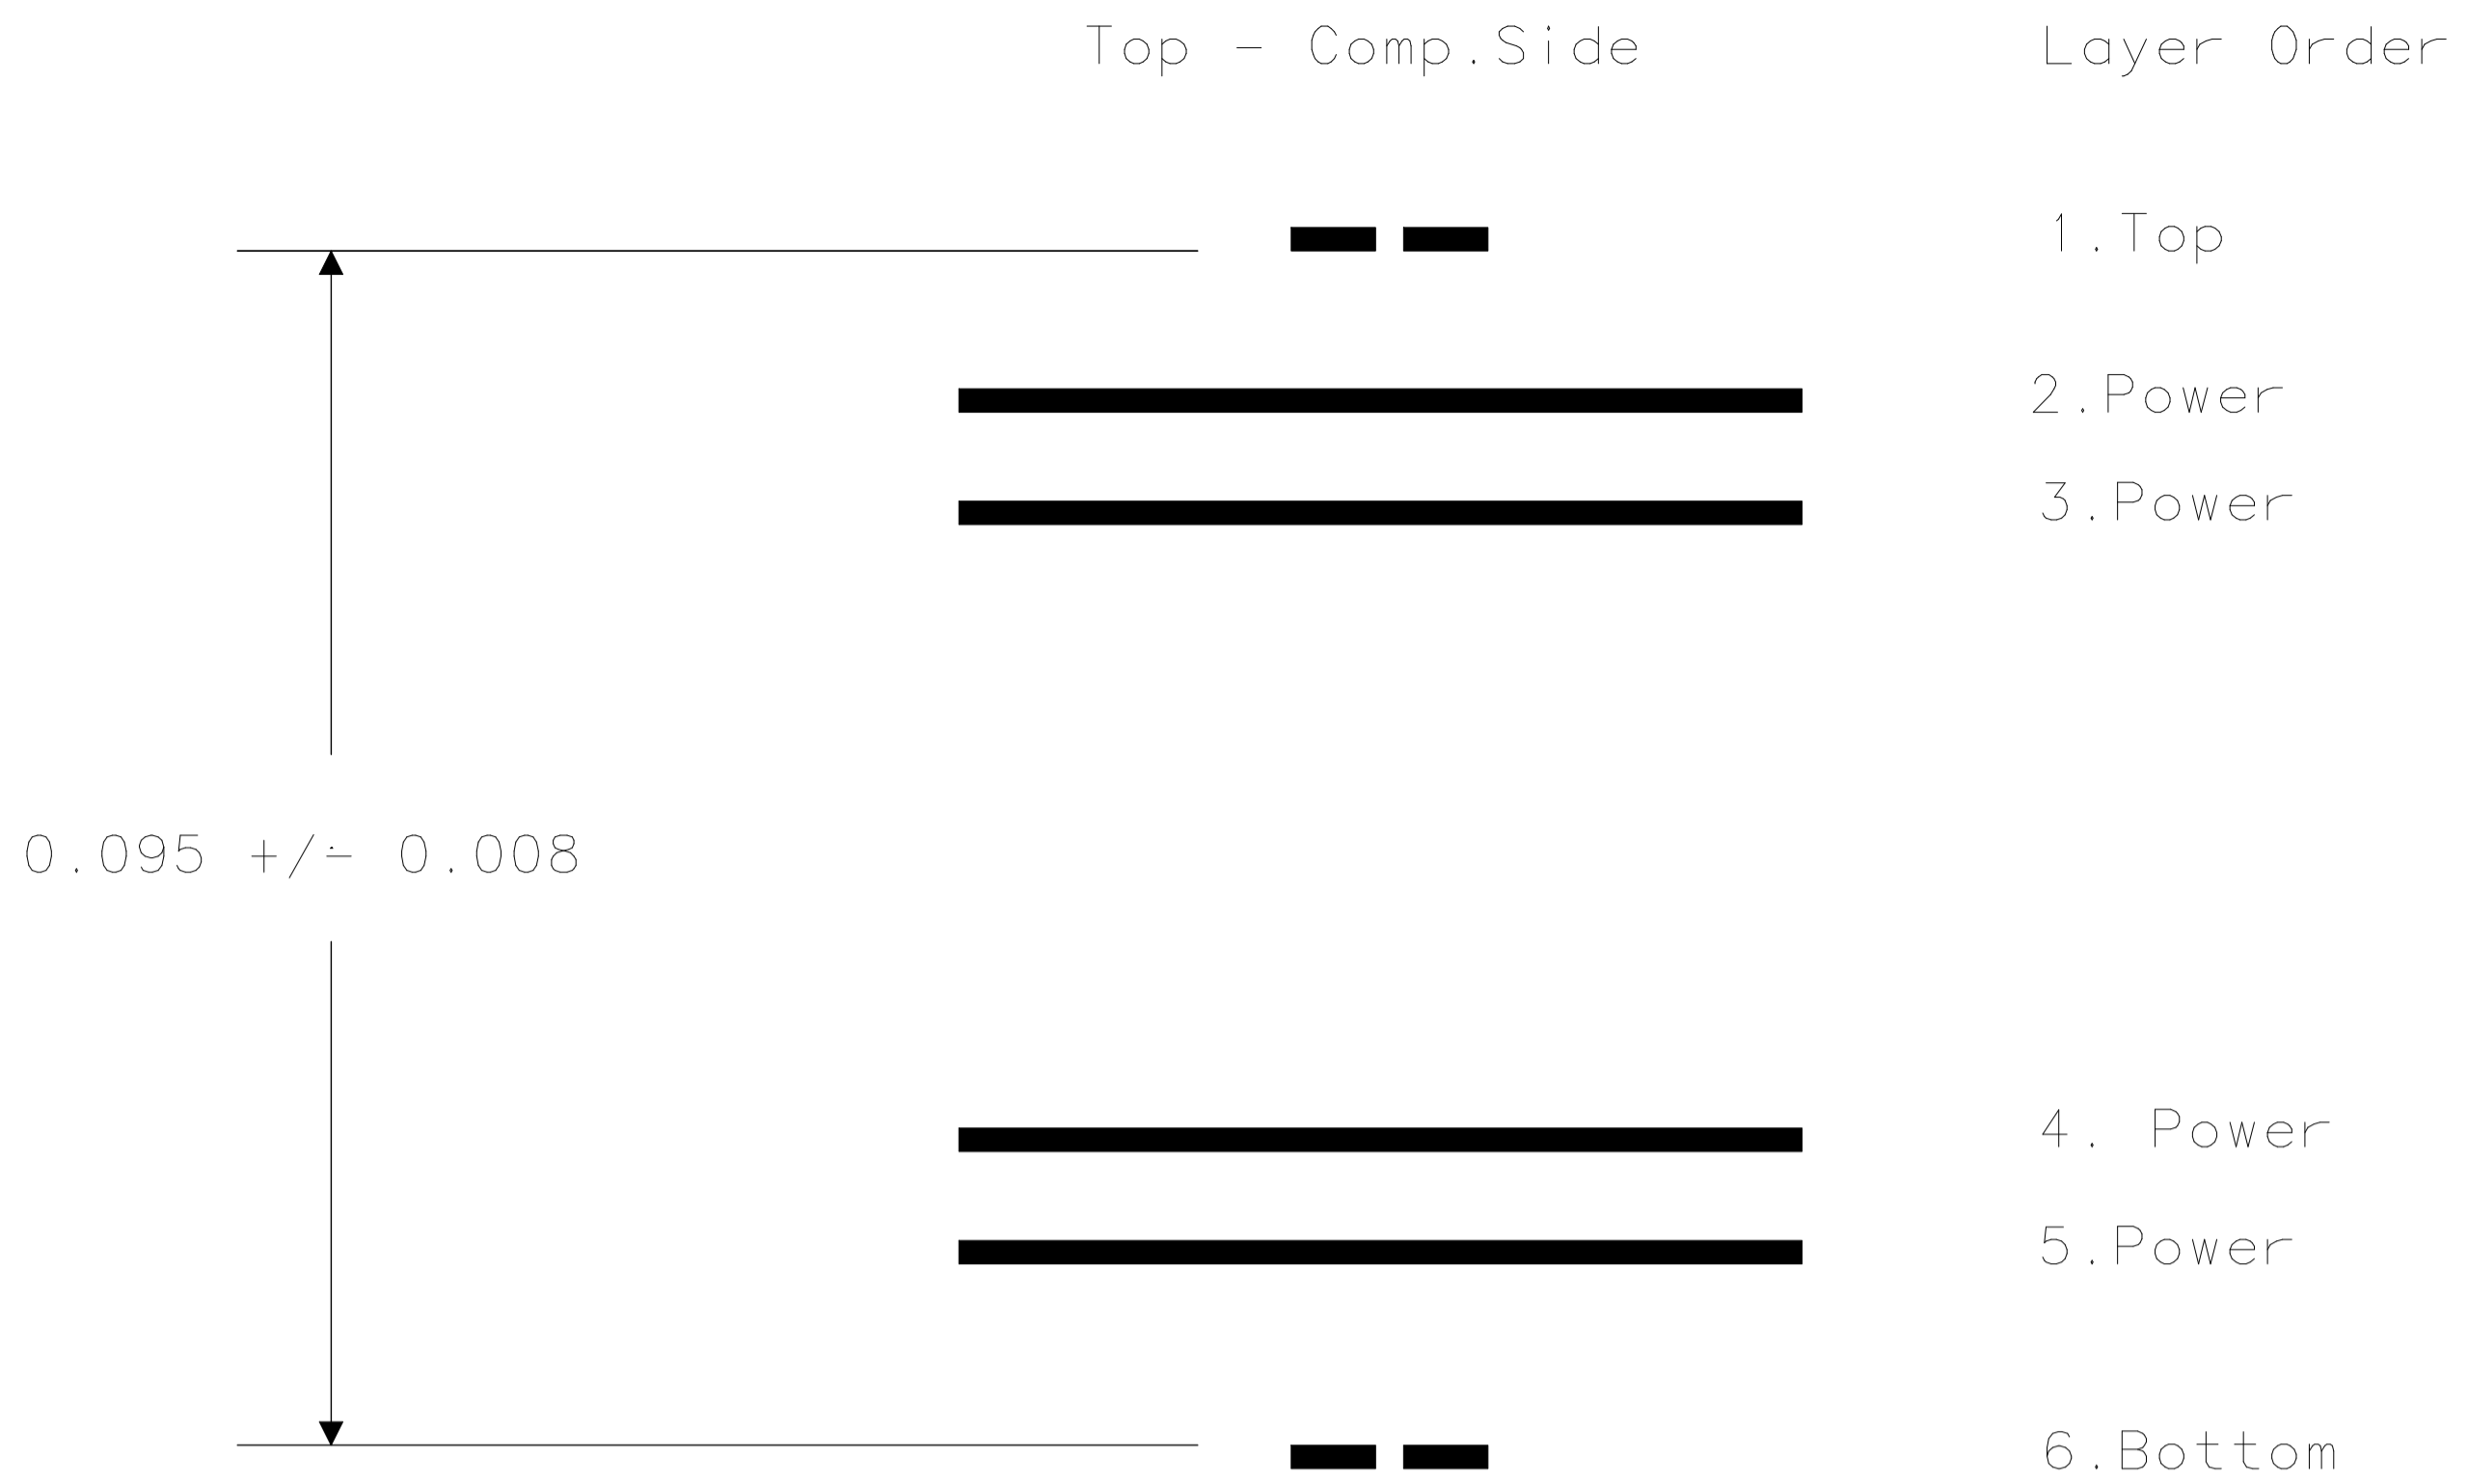 Top - Comp.Side
Layer Order
1.Top
2.Power
3.Power
0.095 +/- 0.008
4. Power
5.Power
6.Bottom